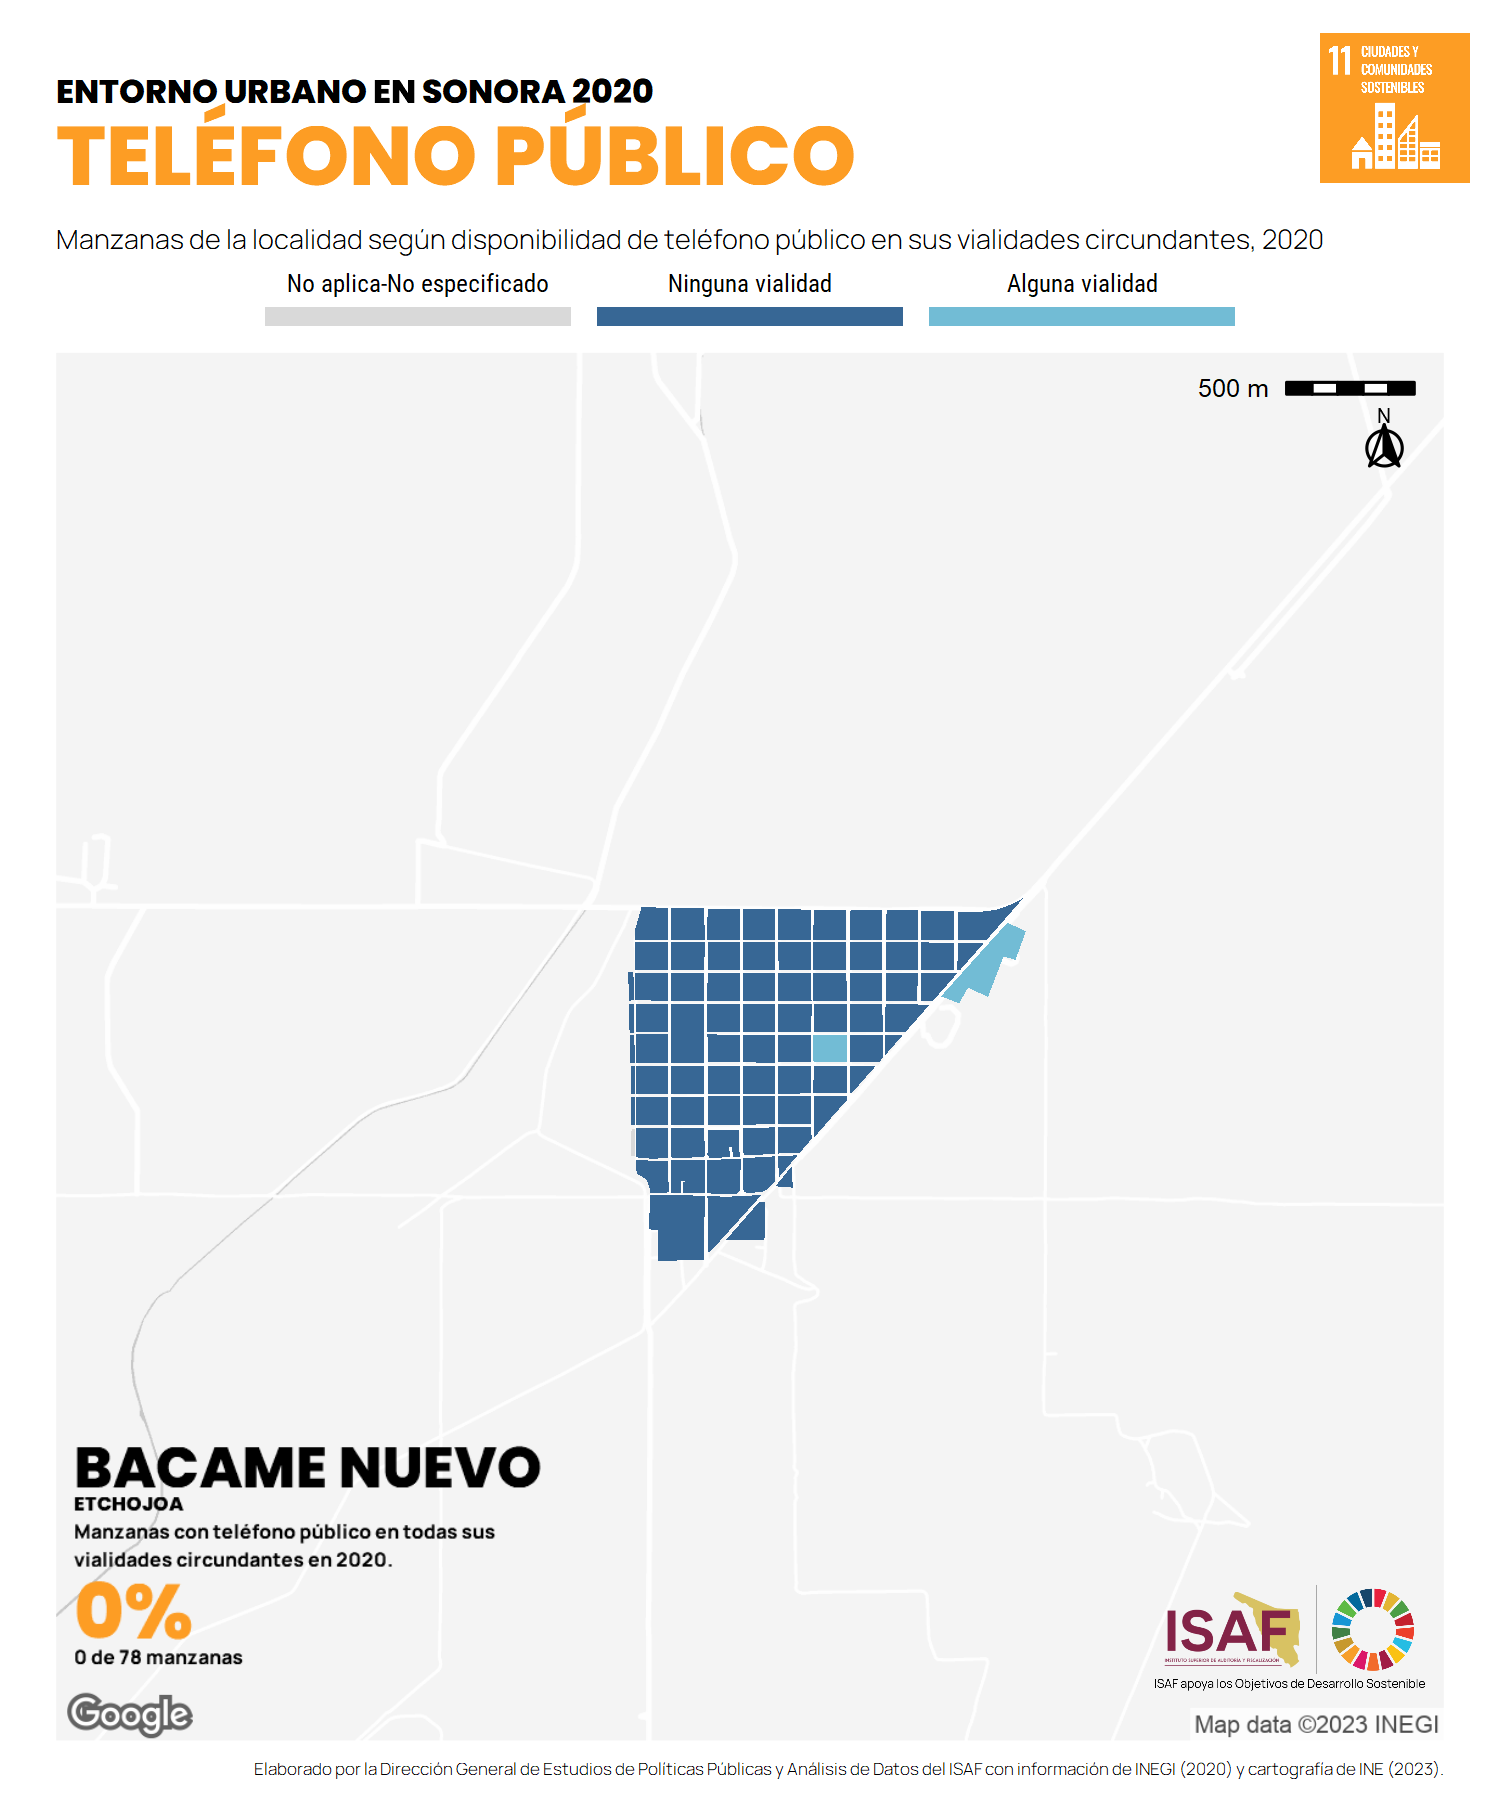 ENTORNO URBANO EN SONORA 2020
TELÉFONO PÚBLICO
11 CIUDADES Y
COMUNIDADES
SOSTENIBLES
Manzanas de la localidad según disponibilidad de teléfono público en sus vialidades circundantes, 2020
No aplica-No especificado
Ninguna vialidad
Alguna vialidad
500 m
N
BACAME NUEVO
ETCHOJOA
Manzanas con teléfono público en todas sus
vialidades circundantes en 2020.
0%
0 de 78 manzanas
Google
ISAF
INSTITUTO SUPERIOR DE AUDITORÍA Y FISCALIZACIÓN
ISAF apoya los Objetivos de Desarrollo Sostenible
Map data ©2023 INEGI
Elaborado por la Dirección General de Estudios de Políticas Públicas y Análisis de Datos del ISAF con información de INEGI (2020) y cartografía de INE (2023).